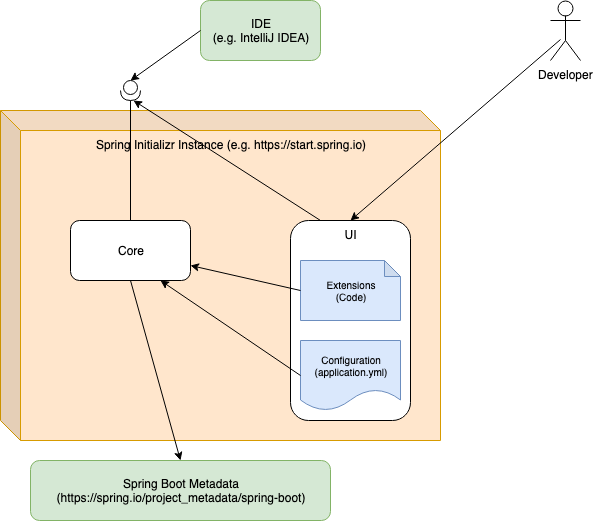 IDE
(e.g. IntelliJ IDEA)
Developer
Spring Initializr Instance (e.g. https://start.spring.io)
Core
UI
Extensions
(Code)
Configuration
(application.yml)
Spring Boot Metadata
(https://spring.io/project_metadata/spring-boot)